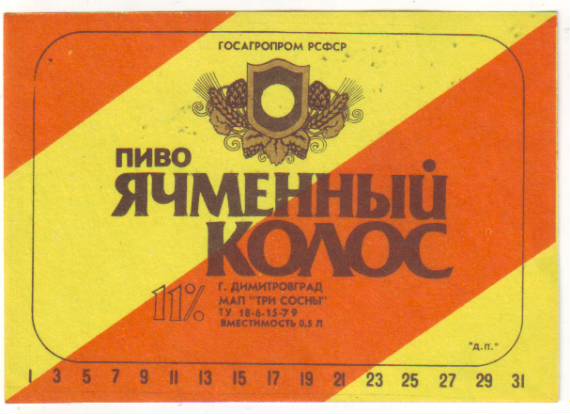 ГОСАГРОПРОМ РСФСР
ПИВО
ЯЧМЕННЫЙ
КОЛОС
11%
Г. ДИМИТРОВГРАД
МАП "ТРИ СОСНЫ"
ТУ 18-6-15-79
ВМЕСТИМОСТЬ 0,5 Л
"Д.П."
1 3 5 7 9 11 13 15 17 19 21 23 25 27 29 31